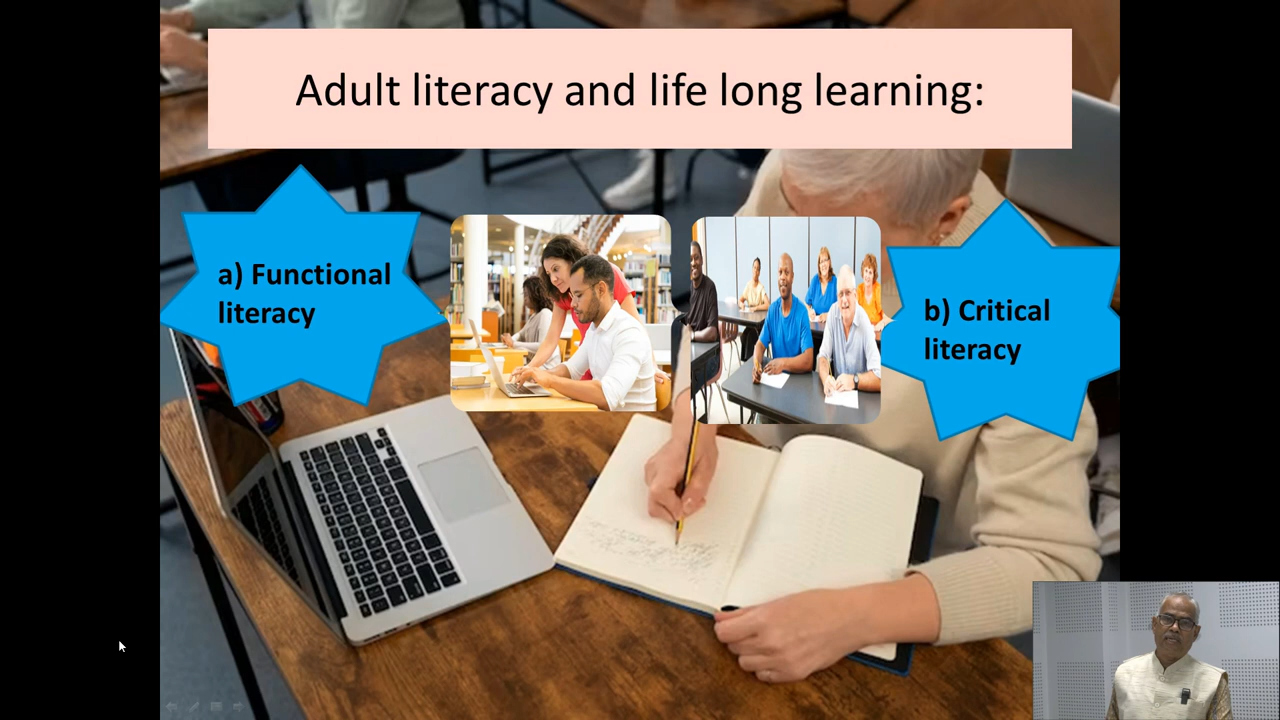 Adult literacy and life long learning:
a) Functional
literacy
b) Critical
literacy